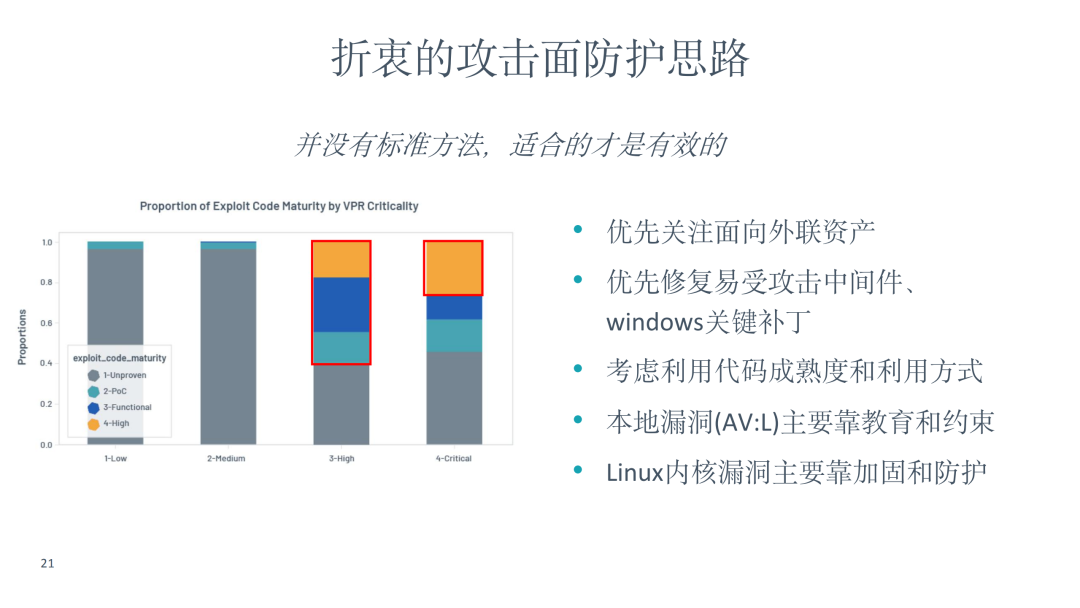 折衷的攻击面防护思路
并没有标准方法，适合的才是有效的
Proportion of Exploit Code Maturity by VPR Criticality
1.0
0.8
0.6
0.4
0.2
0.0
Proportions
exploit_code_maturity
1-Unproven
2-PoC
3-Functional
4-High
1-Low
2-Medium
3-High
4-Critical
• 优先关注面向外联资产
• 优先修复易受攻击中间件、
windows关键补丁
• 考虑利用代码成熟度和利用方式
• 本地漏洞(AV:L)主要靠教育和约束
• Linux内核漏洞主要靠加固和防护
21